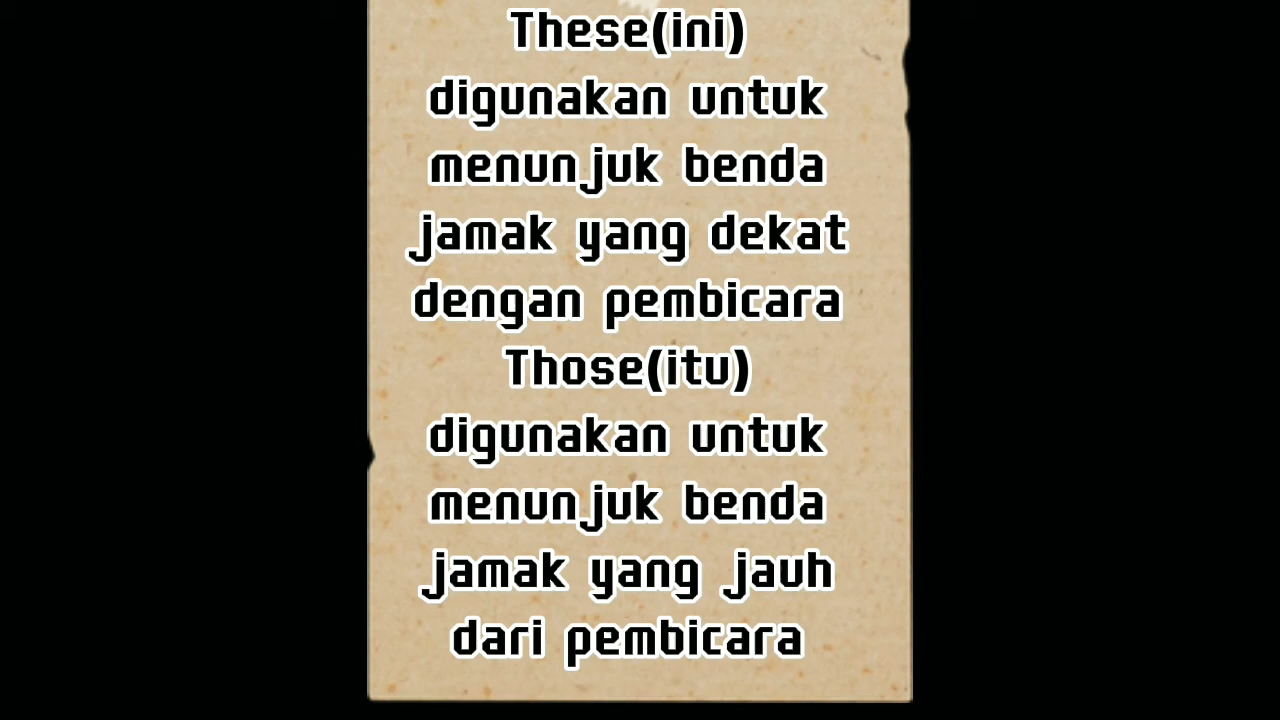 These(ini)
digunakan untuk
menunjuk benda
jamak yang dekat
dengan pembicara
Those(itu)
digunakan untuk
menunjuk benda
jamak yang jauh
dari pembicara